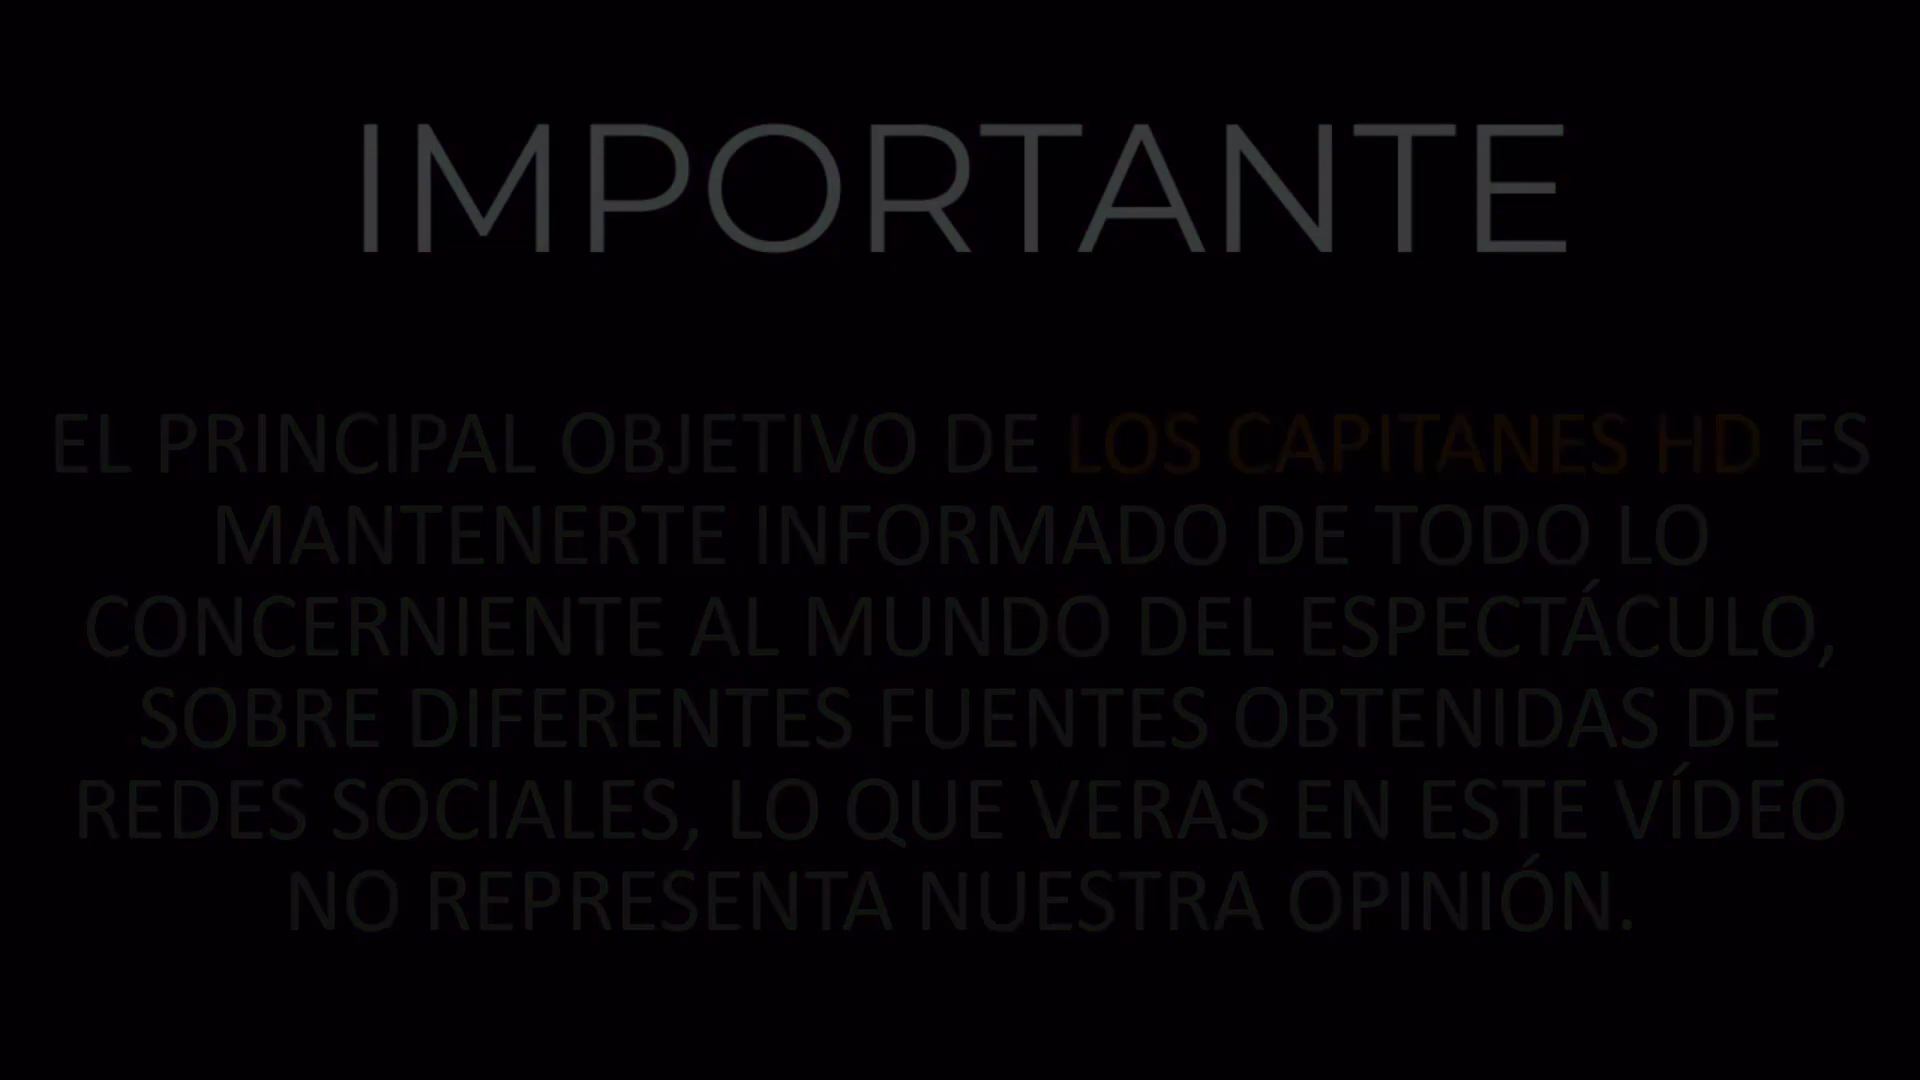 IMPORTANTE
EL PRINCIPAL OBJETIVO DE LOS CAPITANES HD ES
MANTENERTE INFORMADO DE TODO LO
CONCERNIENTE AL MUNDO DEL ESPECTÁCULO,
SOBRE DIFERENTES FUENTES OBTENIDAS DE
REDES SOCIALES, LO QUE VERAS EN ESTE VÍDEO
NO REPRESENTA NUESTRA OPINIÓN.